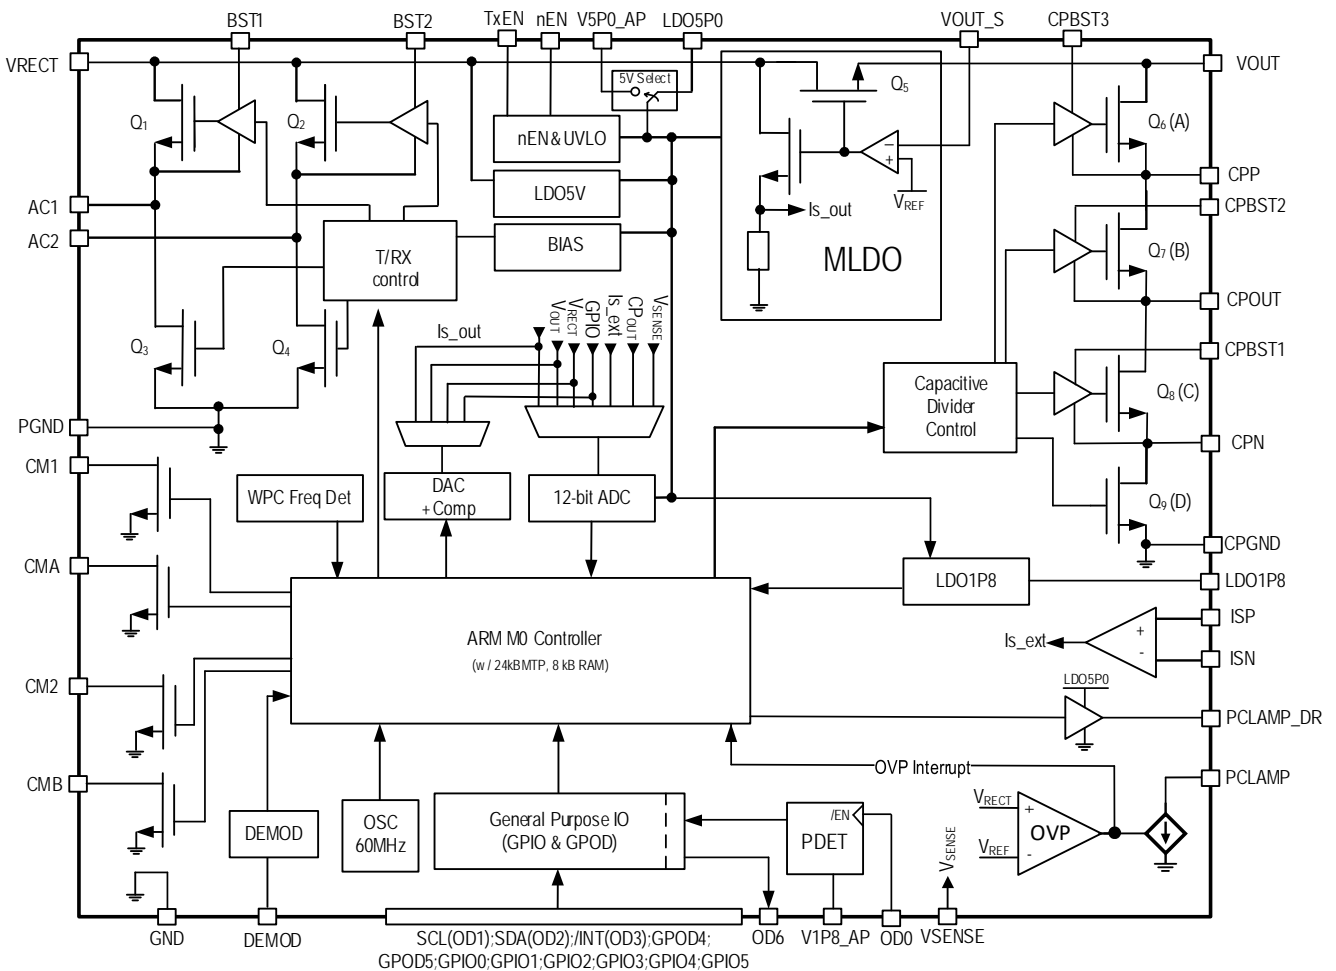 BST1
BST2
TxEN
nEN
V5P0_AP
LDO5P0
VOUT_S
CPBST3
VRECT
VOUT
5V Select
Q1
Q2
Q5
Q6 (A)
nEN & UVLO
VREF
CPP
LDO5V
AC1
Is_out
CPBST2
AC2
T/RX
control
BIAS
MLDO
Q7 (B)
CPOUT
Is_out
VOUT
VRECT
GPIO
Is_ext
CPOUT
VSENSE
Q3
Q4
CPBST1
Capacitive
Divider
Control
Q8 (C)
PGND
CPN
CM1
WPC Freq Det
DAC
+ Comp
12-bit ADC
Q9 (D)
CPGND
CMA
LDO1P8
LDO1P8
ARM M0 Controller
(w / 24kB MTP, 8 kB RAM)
ISP
+
-
Is_ext
ISN
CM2
LDO5P0
PCLAMP_DR
OVP Interrupt
PCLAMP
CMB
DEMOD
OSC
60MHz
General Purpose IO
(GPIO & GPOD)
/EN
PDET
VSENSE
VRECT
+
OVP
VREF
-
GND
DEMOD
SCL(OD1);SDA(OD2);/INT(OD3);GPOD4;
GPOD5;GPIO0;GPIO1;GPIO2;GPIO3;GPIO4;GPIO5
OD6
V1P8_AP
OD0
VSENSE